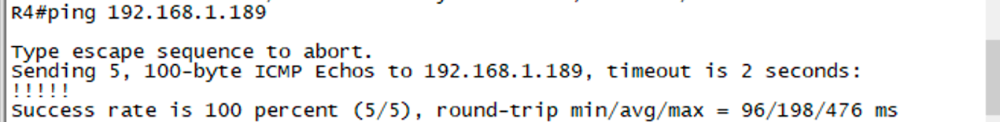 R4#ping 192.168.1.189
Type escape sequence to abort.
Sending 5, 100-byte ICMP Echos to 192.168.1.189, timeout is 2 seconds:
!!!!!
Success rate is 100 percent (5/5), round-trip min/avg/max = 96/198/476 ms